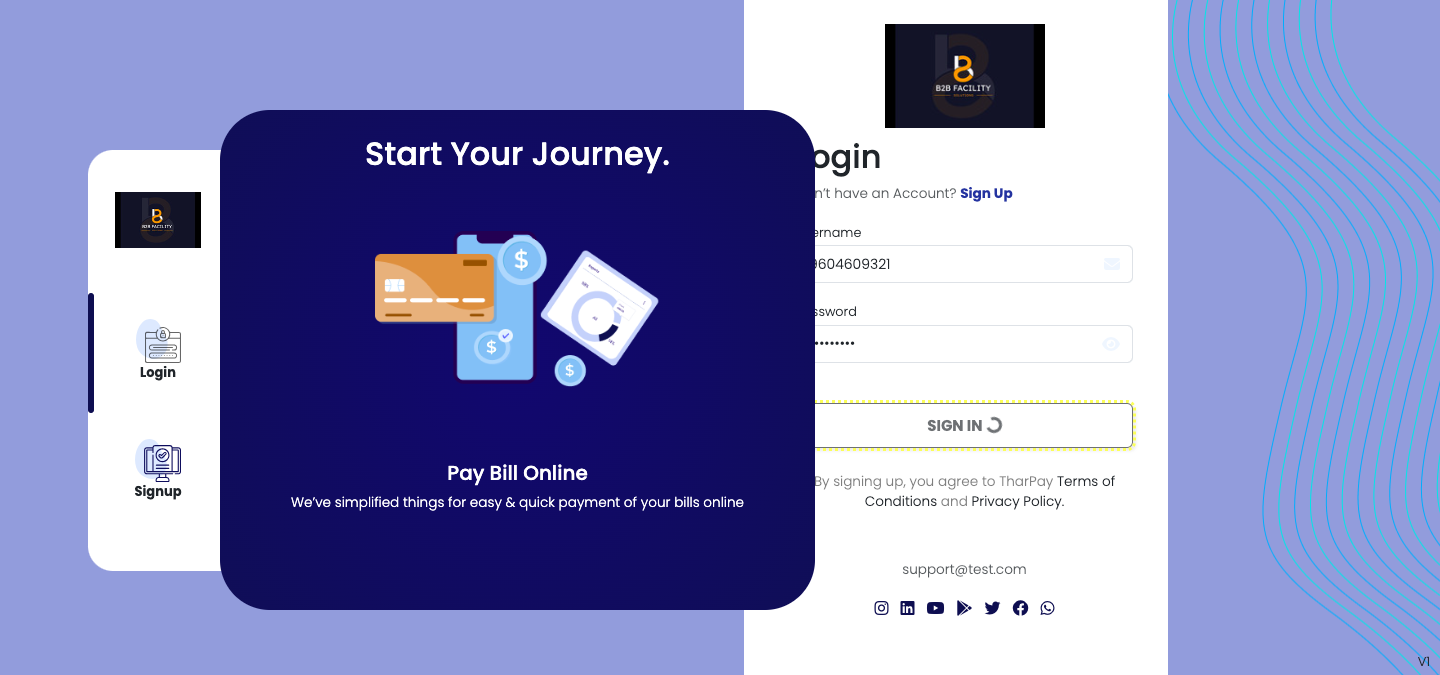 B2B FACILITY
SOLUTIONS
Start Your Journey.
ogin
n't have an Account? Sign Up
B2B FACILITY
ername
9604609321
ssword
Login
SIGN IN
Pay Bill Online
By signing up, you agree to TharPay Terms of
Conditions and Privacy Policy.
Signup
We've simplified things for easy & quick payment of your bills online
support@test.com
V1